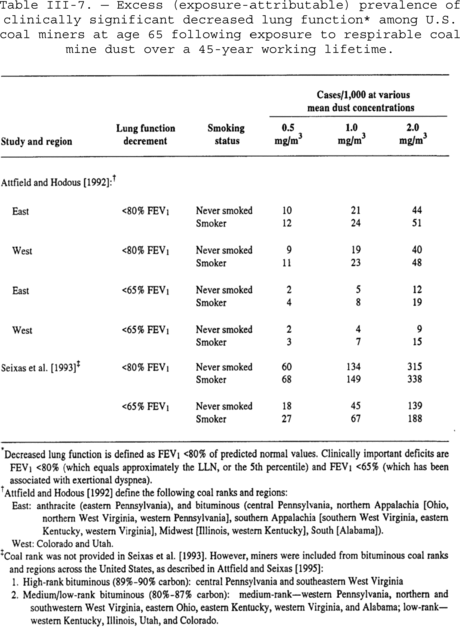 Table III-7. — Excess (exposure-attributable) prevalence of
clinically significant decreased lung function* among U.S.
coal miners at age 65 following exposure to respirable coal
mine dust over a 45-year working lifetime.
Cases/1,000 at various
mean dust concentrations
Lung function Smoking 0.5 1.0 2.0
Study and region decrement status mg/m³ mg/m³ mg/m³
Attfield and Hodous [1992]:†
East <80% FEV₁ Never smoked 10 21 44
Smoker 12 24 51
West <80% FEV₁ Never smoked 9 19 40
Smoker 11 23 48
East <65% FEV₁ Never smoked 2 5 12
Smoker 4 8 19
West <65% FEV₁ Never smoked 2 4 9
Smoker 3 7 15
Seixas et al. [1993]‡ <80% FEV₁ Never smoked 60 134 315
Smoker 68 149 338
<65% FEV₁ Never smoked 18 45 139
Smoker 27 67 188
*Decreased lung function is defined as FEV₁ <80% of predicted normal values. Clinically important deficits are
FEV₁ <80% (which equals approximately the LLN, or the 5th percentile) and FEV₁ <65% (which has been
associated with exertional dyspnea).
†Attfield and Hodous [1992] define the following coal ranks and regions:
East: anthracite (eastern Pennsylvania), and bituminous (central Pennsylvania, northern Appalachia [Ohio,
northern West Virginia, western Pennsylvania], southern Appalachia [southern West Virginia, eastern
Kentucky, western Virginia], Midwest [Illinois, western Kentucky], South [Alabama]).
West: Colorado and Utah.
‡Coal rank was not provided in Seixas et al. [1993]. However, miners were included from bituminous coal ranks
and regions across the United States, as described in Attfield and Seixas [1995]:
1. High-rank bituminous (89%-90% carbon): central Pennsylvania and southeastern West Virginia
2. Medium/low-rank bituminous (80%-87% carbon): medium-rank—western Pennsylvania, northern and
southwestern West Virginia, eastern Ohio, eastern Kentucky, western Virginia, and Alabama; low-rank—
western Kentucky, Illinois, Utah, and Colorado.